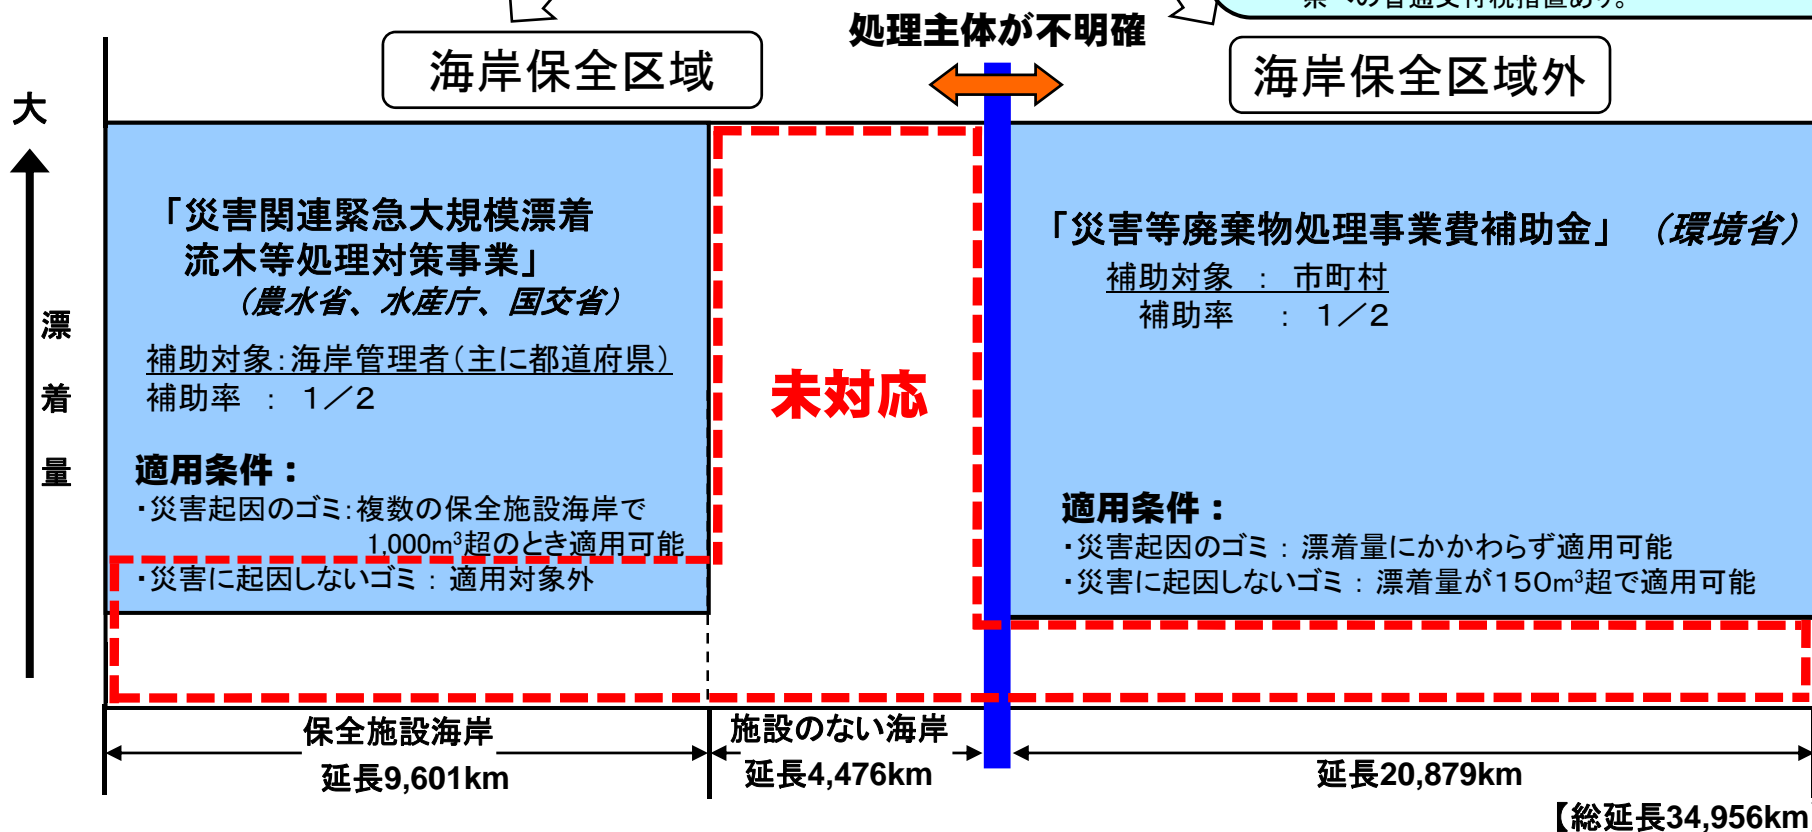 県への普通交付税措置あり。
処理主体が不明確
海岸保全区域
海岸保全区域外
大
漂
着
量
「災害関連緊急大規模漂着
流木等処理対策事業」
（農水省、水産庁、国交省）
補助対象：海岸管理者（主に都道府県）
補助率 ： １／２
適用条件：
・災害起因のゴミ：複数の保全施設海岸で
1,000m³超のとき適用可能
・災害に起因しないゴミ： 適用対象外
未対応
「災害等廃棄物処理事業費補助金」 （環境省）
補助対象 ： 市町村
補助率 ： １／２
適用条件：
・災害起因のゴミ： 漂着量にかかわらず適用可能
・災害に起因しないゴミ： 漂着量が150m³超で適用可能
保全施設海岸
延長9,601km
施設のない海岸
延長4,476km
延長20,879km
【総延長34,956km